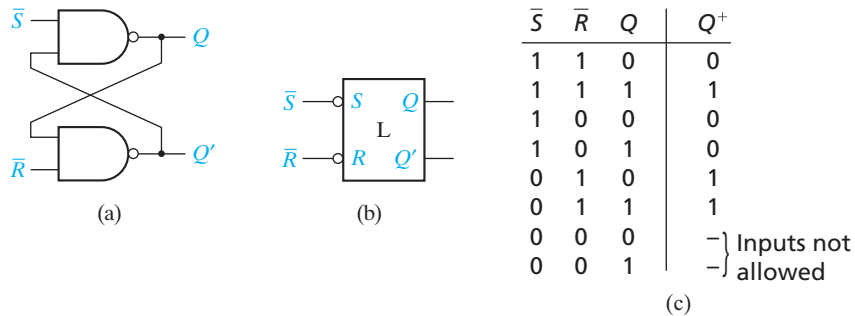 S̅
Q
R̅
Q′
(a)
S̅
S Q
L
R̅
R Q′
(b)
S̅ R̅ Q Q⁺
1 1 0 0
1 1 1 1
1 0 0 0
1 0 1 0
0 1 0 1
0 1 1 1
0 0 0 –
0 0 1 –
Inputs not
allowed
(c)